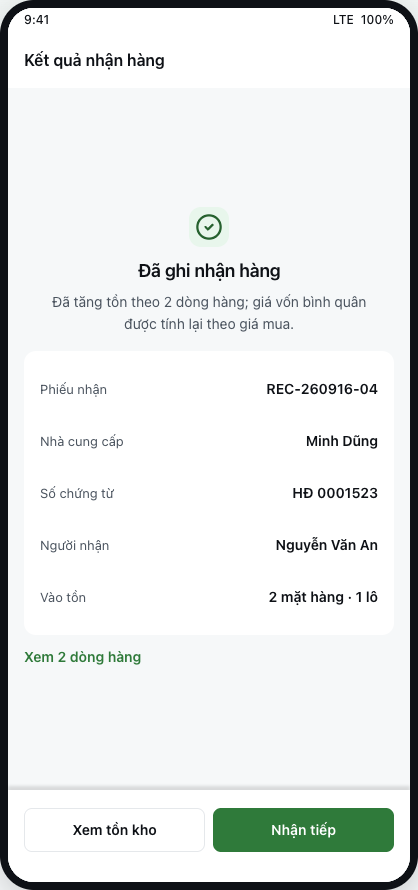 9:41
LTE 100%
Kết quả nhận hàng
Đã ghi nhận hàng
Đã tăng tồn theo 2 dòng hàng; giá vốn bình quân
được tính lại theo giá mua.
Phiếu nhận
REC-260916-04
Nhà cung cấp
Minh Dũng
Số chứng từ
HĐ 0001523
Người nhận
Nguyễn Văn An
Vào tồn
2 mặt hàng · 1 lô
Xem 2 dòng hàng
Xem tồn kho
Nhận tiếp